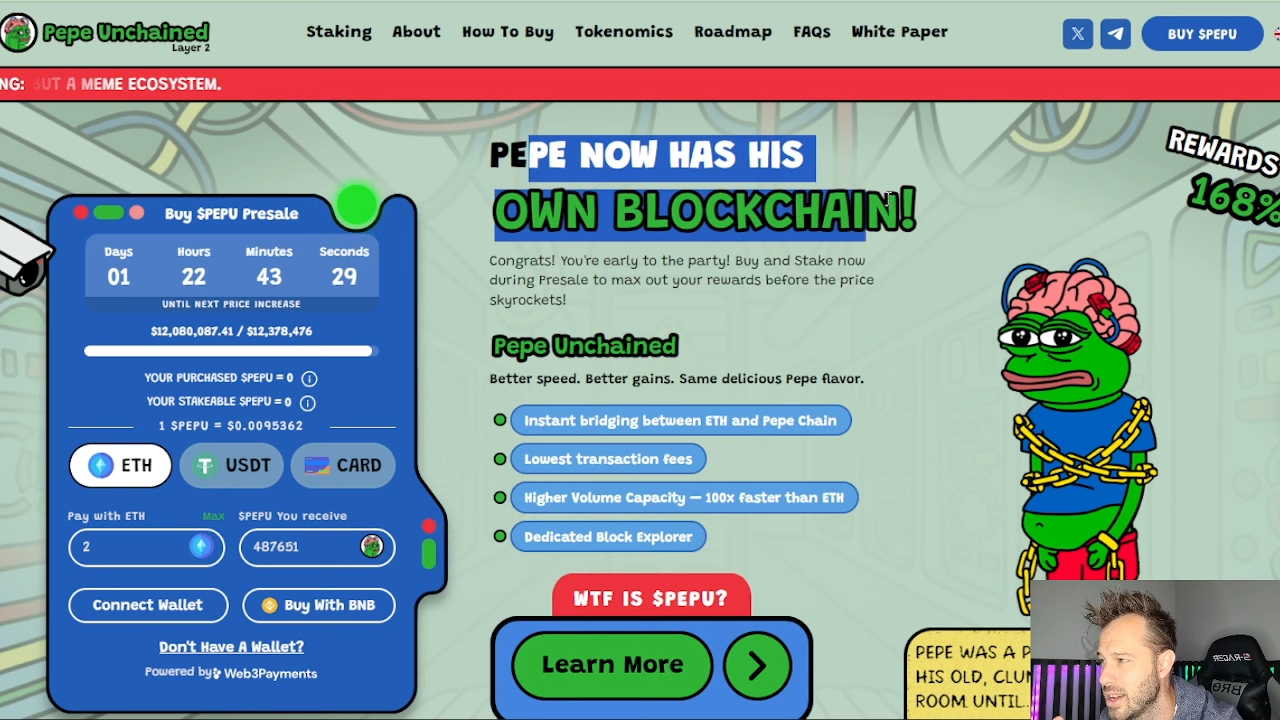 Pepe Unchained
Layer 2
Staking About How To Buy Tokenomics Roadmap FAQs White Paper
BUY $PEPU
NG: BUT A MEME ECOSYSTEM.
PEPE NOW HAS HIS
OWN BLOCKCHAIN!
Congrats! You're early to the party! Buy and Stake now
during Presale to max out your rewards before the price
skyrockets!
Pepe Unchained
Better speed. Better gains. Same delicious Pepe flavor.
Instant bridging between ETH and Pepe Chain
Lowest transaction fees
Higher Volume Capacity — 100x faster than ETH
Dedicated Block Explorer
WTF IS $PEPU?
Learn More
Buy $PEPU Presale
Days Hours Minutes Seconds
01 22 43 29
UNTIL NEXT PRICE INCREASE
$12,080,087.41 / $12,378,476
YOUR PURCHASED $PEPU = 0
YOUR STAKEABLE $PEPU = 0
1 $PEPU = $0.0095362
ETH USDT CARD
Pay with ETH Max $PEPU You receive
2 487651
Connect Wallet Buy With BNB
Don't Have A Wallet?
Powered by Web3Payments
REWARDS
168%
PEPE WAS A P
HIS OLD, CLUN
ROOM. UNTIL...